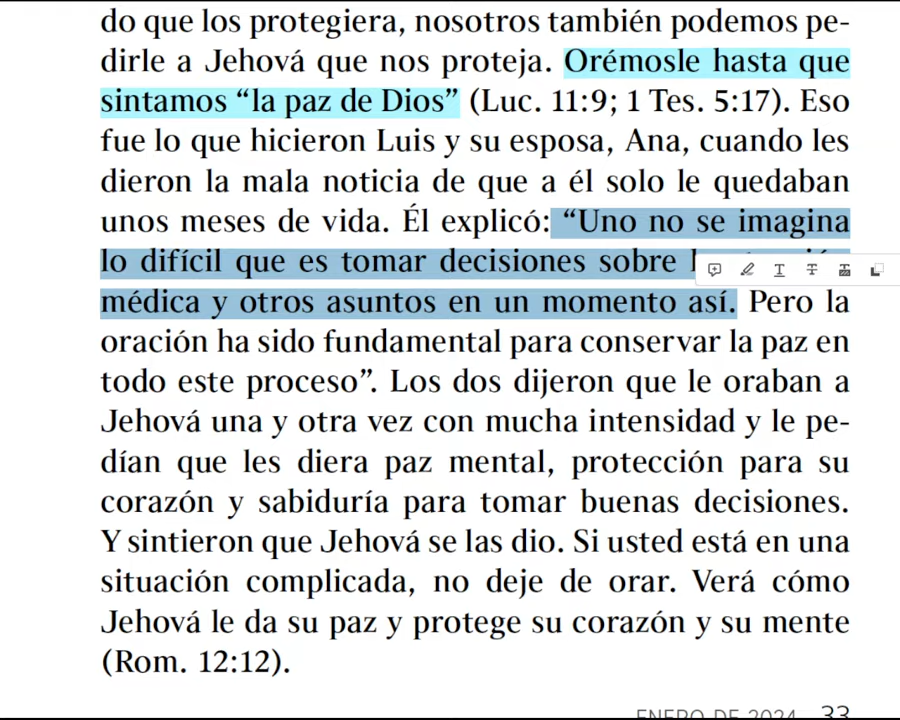 do que los protegiera, nosotros también podemos pe-
dirle a Jehová que nos proteja. Orémosle hasta que
sintamos “la paz de Dios” (Luc. 11:9; 1 Tes. 5:17). Eso
fue lo que hicieron Luis y su esposa, Ana, cuando les
dieron la mala noticia de que a él solo le quedaban
unos meses de vida. Él explicó: “Uno no se imagina
lo difícil que es tomar decisiones sobre
médica y otros asuntos en un momento así. Pero la
oración ha sido fundamental para conservar la paz en
todo este proceso”. Los dos dijeron que le oraban a
Jehová una y otra vez con mucha intensidad y le pe-
dían que les diera paz mental, protección para su
corazón y sabiduría para tomar buenas decisiones.
Y sintieron que Jehová se las dio. Si usted está en una
situación complicada, no deje de orar. Verá cómo
Jehová le da su paz y protege su corazón y su mente
(Rom. 12:12).
ENERO DE 2024 33